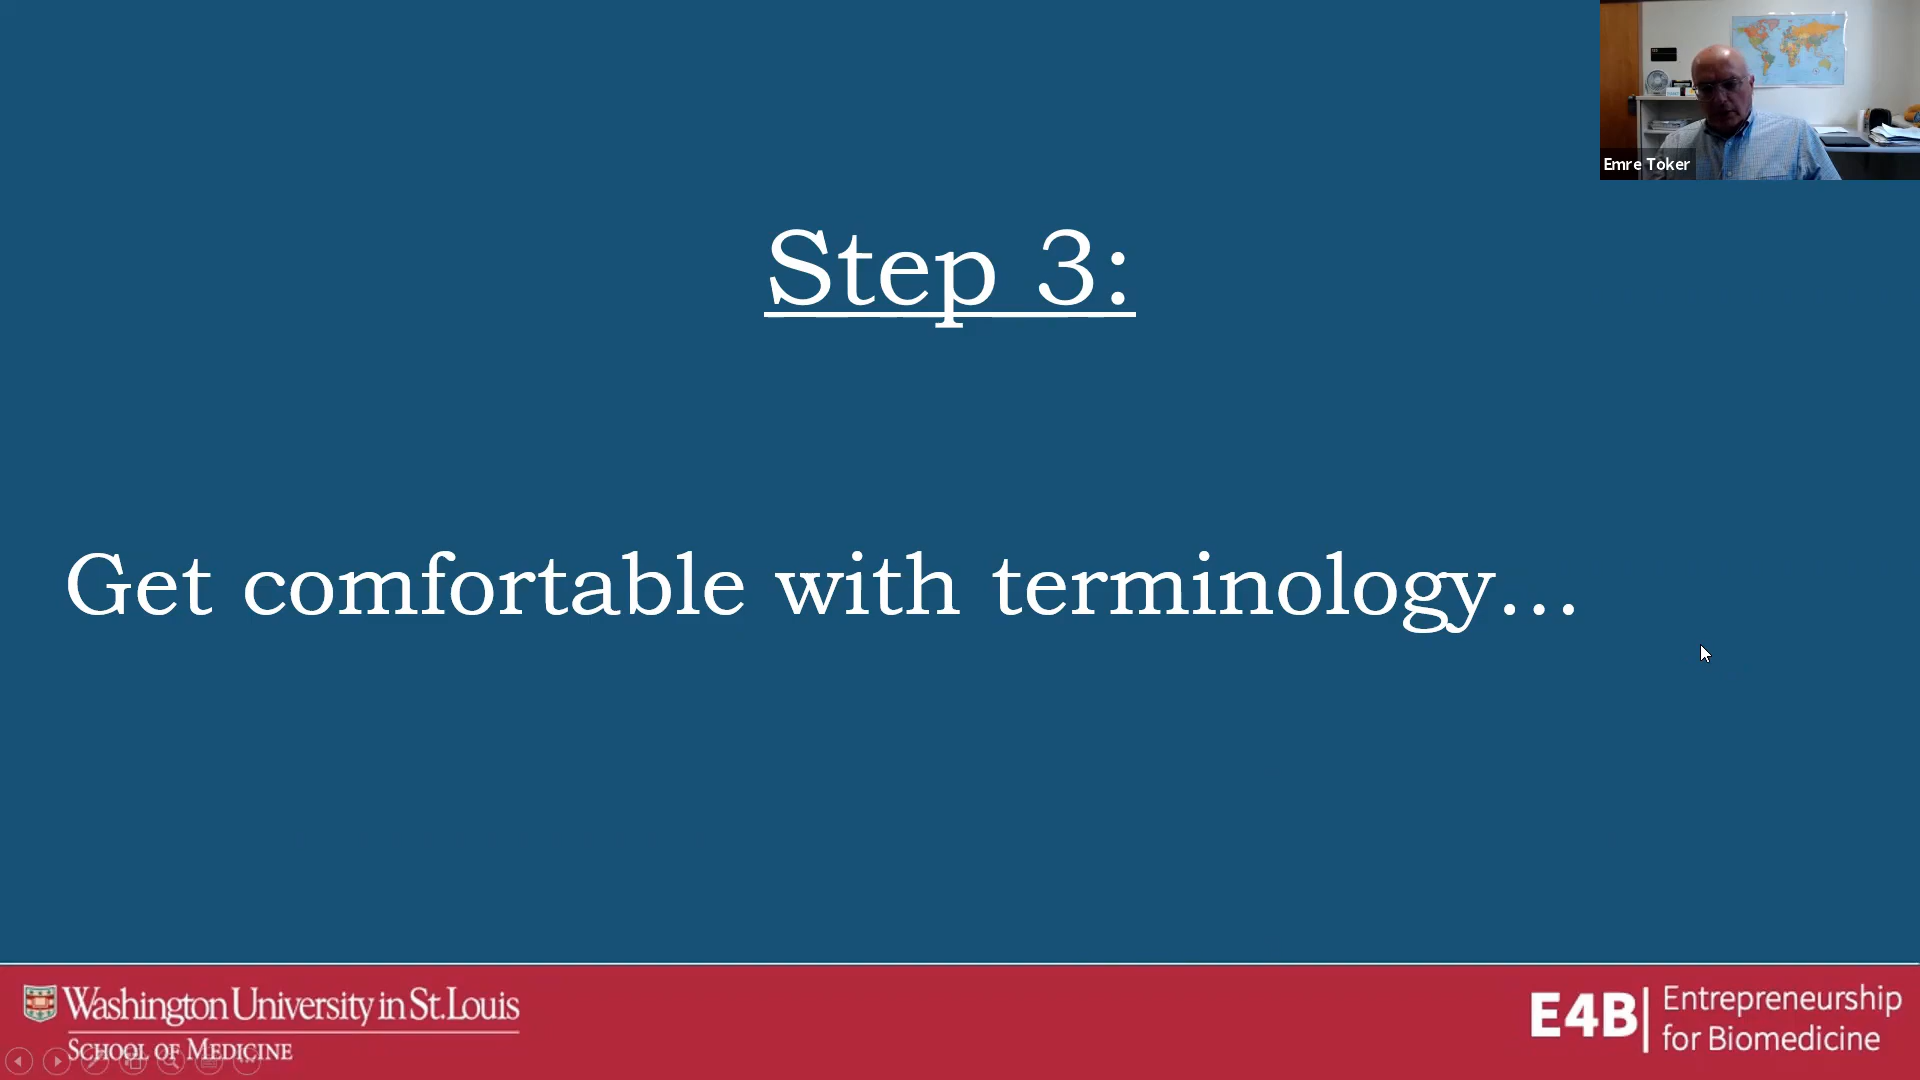 Emre Toker
Step 3:
Get comfortable with terminology...
Washington University in St. Louis
SCHOOL OF MEDICINE
E4B
Entrepreneurship
for Biomedicine